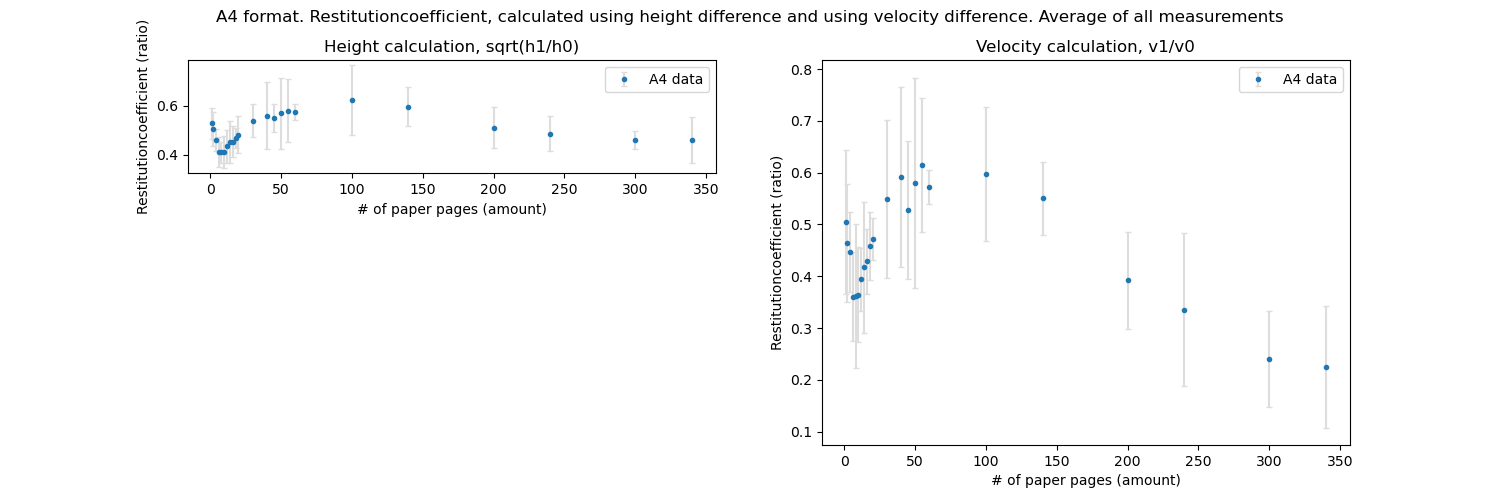 A4 format. Restitutioncoefficient, calculated using height difference and using velocity difference. Average of all measurements
Height calculation, sqrt(h1/h0)
Restitutioncoefficient (ratio)
A4 data
0.6
0.4
0 50 100 150 200 250 300 350
# of paper pages (amount)
Velocity calculation, v1/v0
Restitutioncoefficient (ratio)
A4 data
0.8
0.7
0.6
0.5
0.4
0.3
0.2
0.1
0 50 100 150 200 250 300 350
# of paper pages (amount)